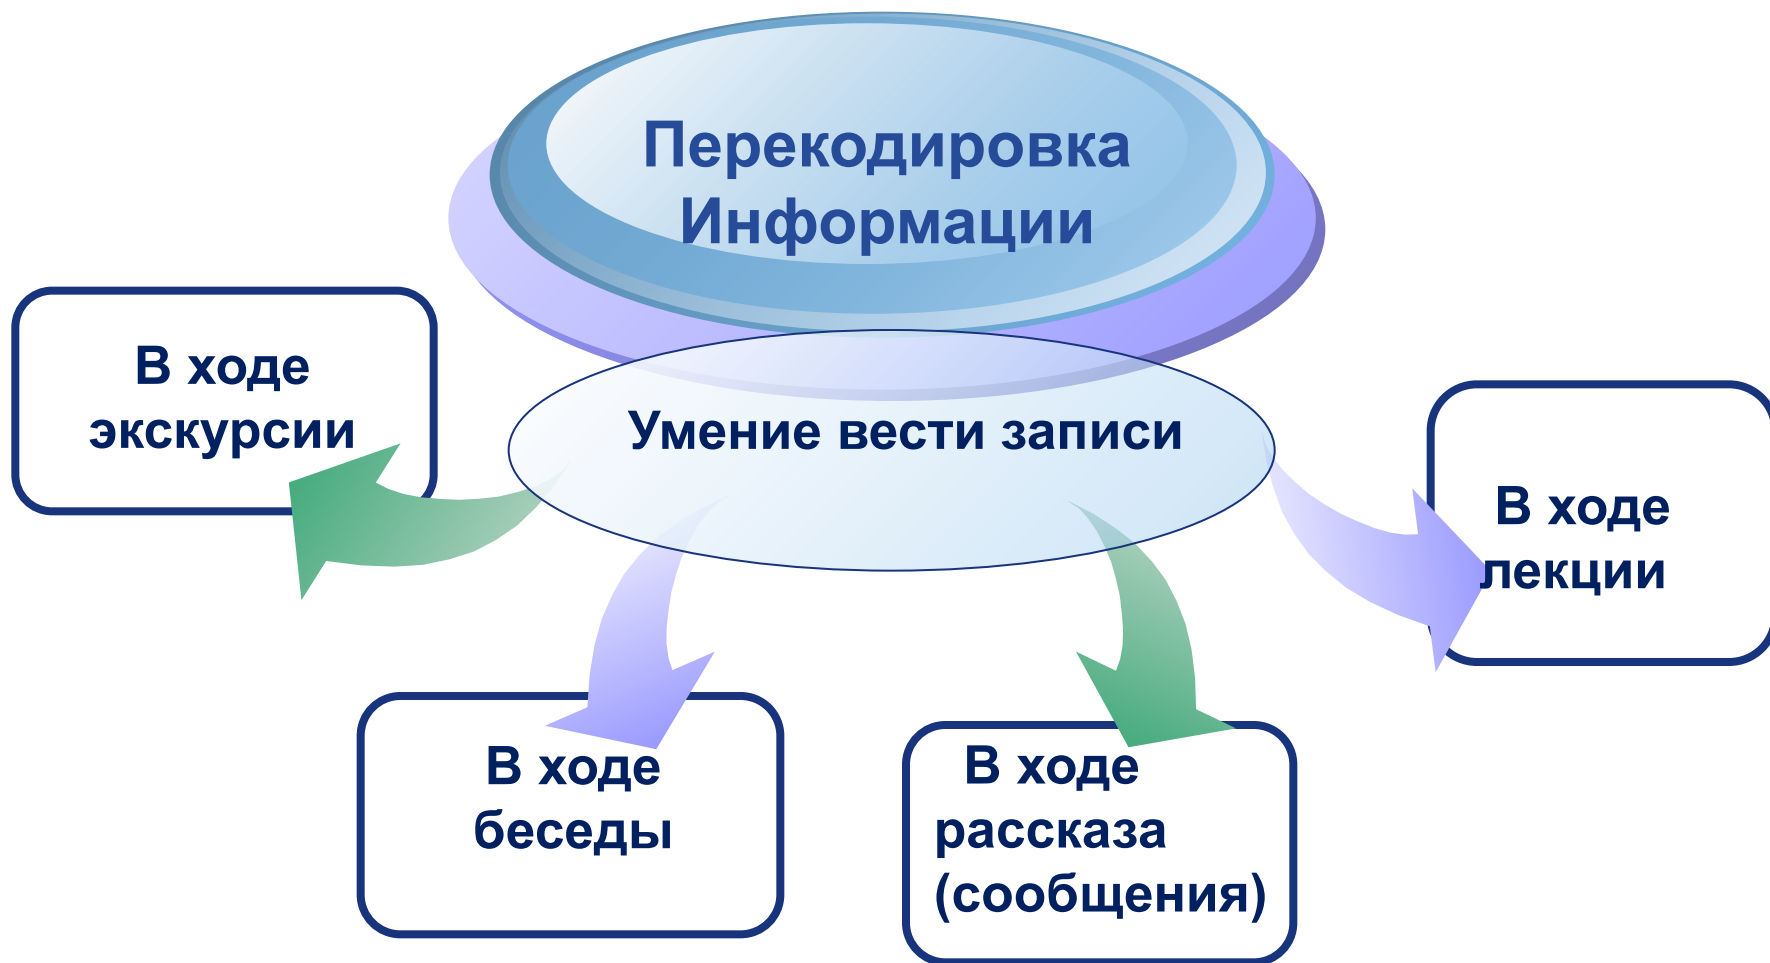 Перекодировка
Информации
Умение вести записи
В ходе
экскурсии
В ходе
беседы
В ходе
рассказа
(сообщения)
В ходе
лекции